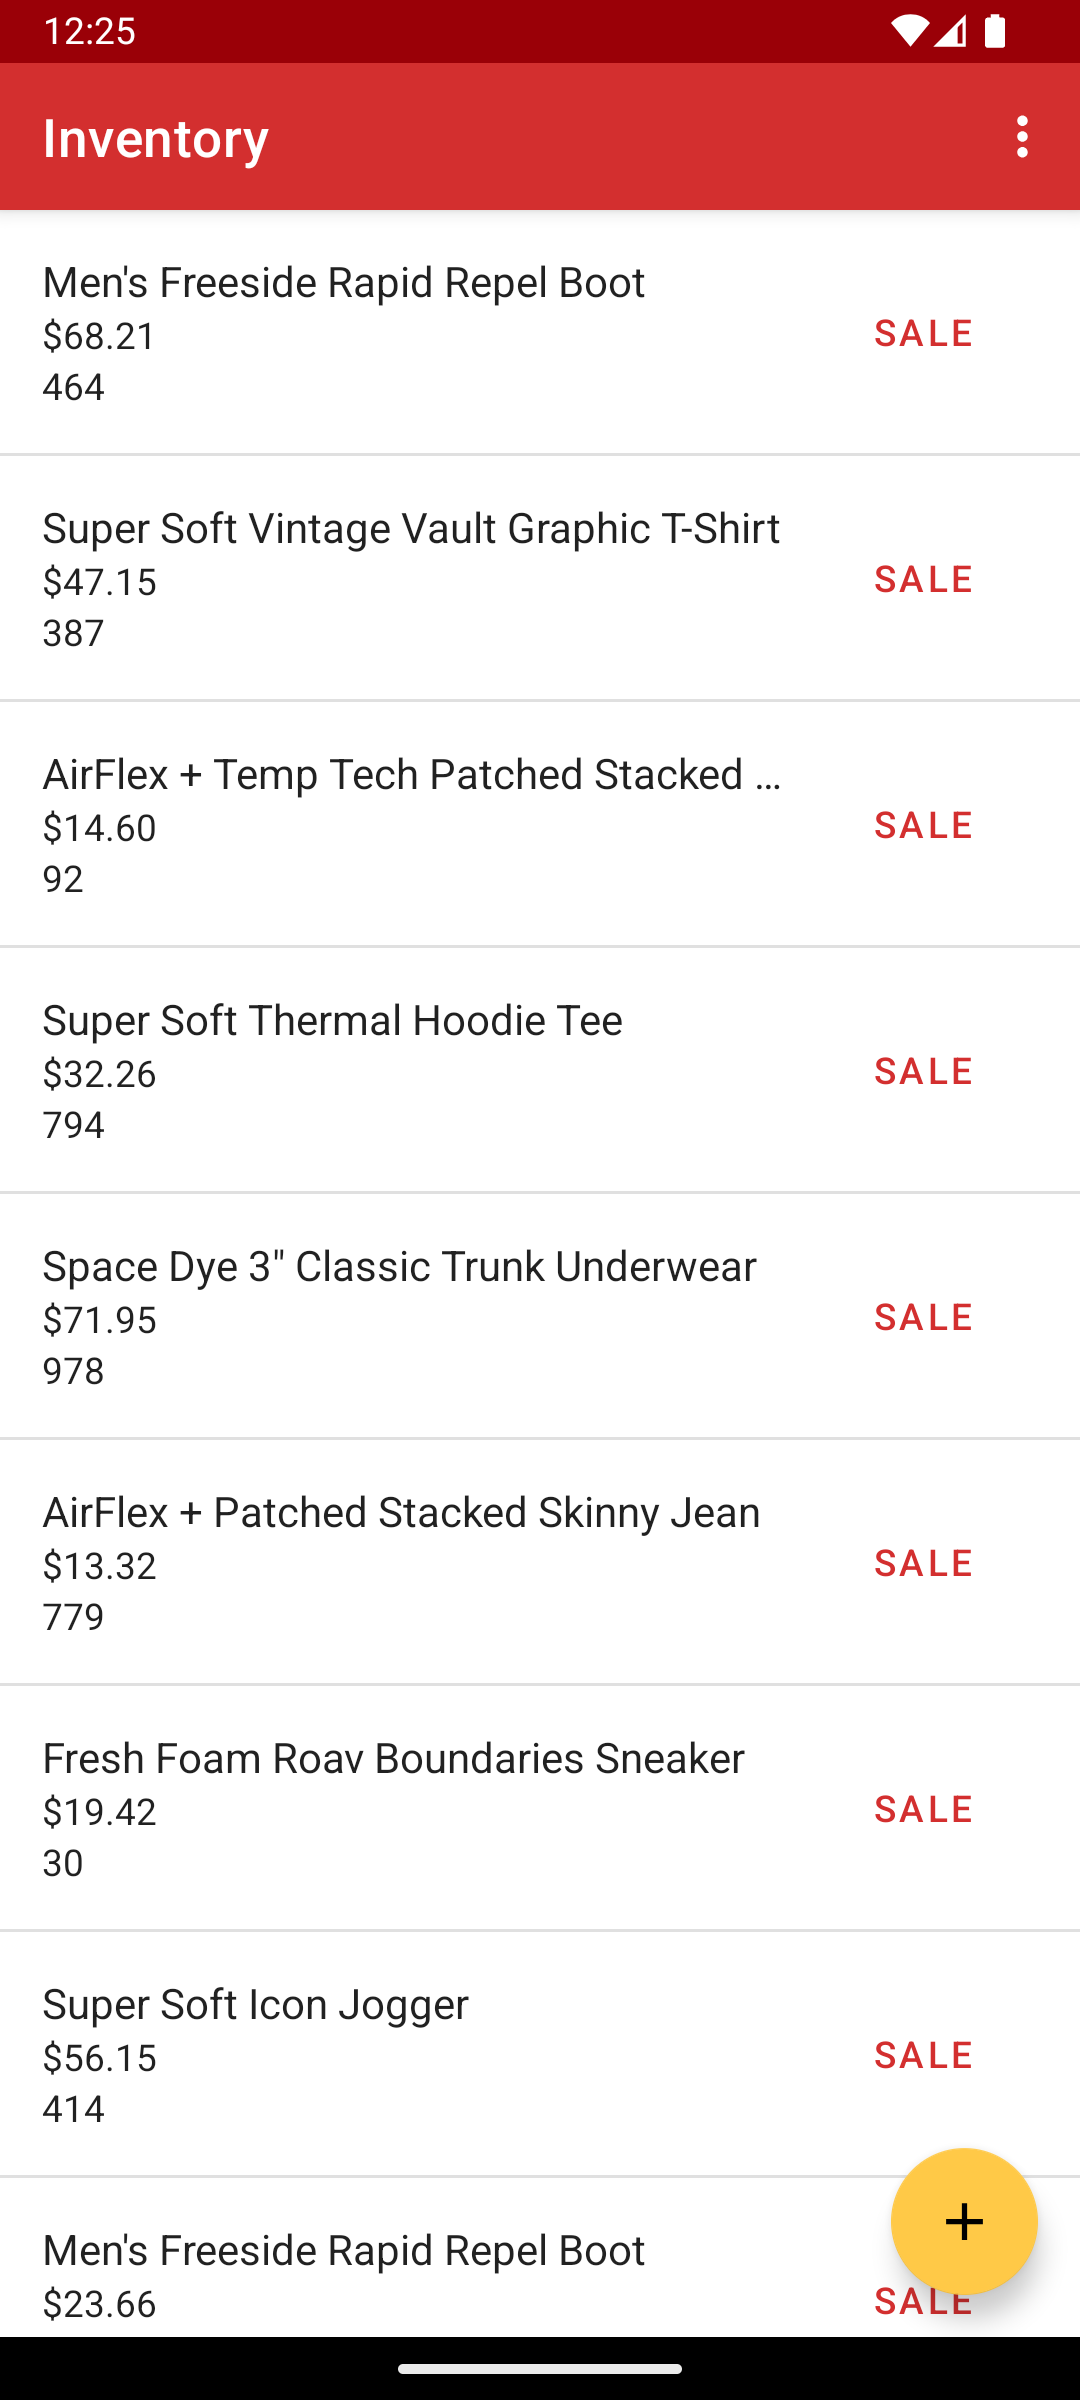 12:25
Inventory
Men's Freeside Rapid Repel Boot
$68.21
464
SALE
Super Soft Vintage Vault Graphic T-Shirt
$47.15
387
SALE
AirFlex + Temp Tech Patched Stacked ...
$14.60
92
SALE
Super Soft Thermal Hoodie Tee
$32.26
794
SALE
Space Dye 3" Classic Trunk Underwear
$71.95
978
SALE
AirFlex + Patched Stacked Skinny Jean
$13.32
779
SALE
Fresh Foam Roav Boundaries Sneaker
$19.42
30
SALE
Super Soft Icon Jogger
$56.15
414
SALE
Men's Freeside Rapid Repel Boot
$23.66
SALE